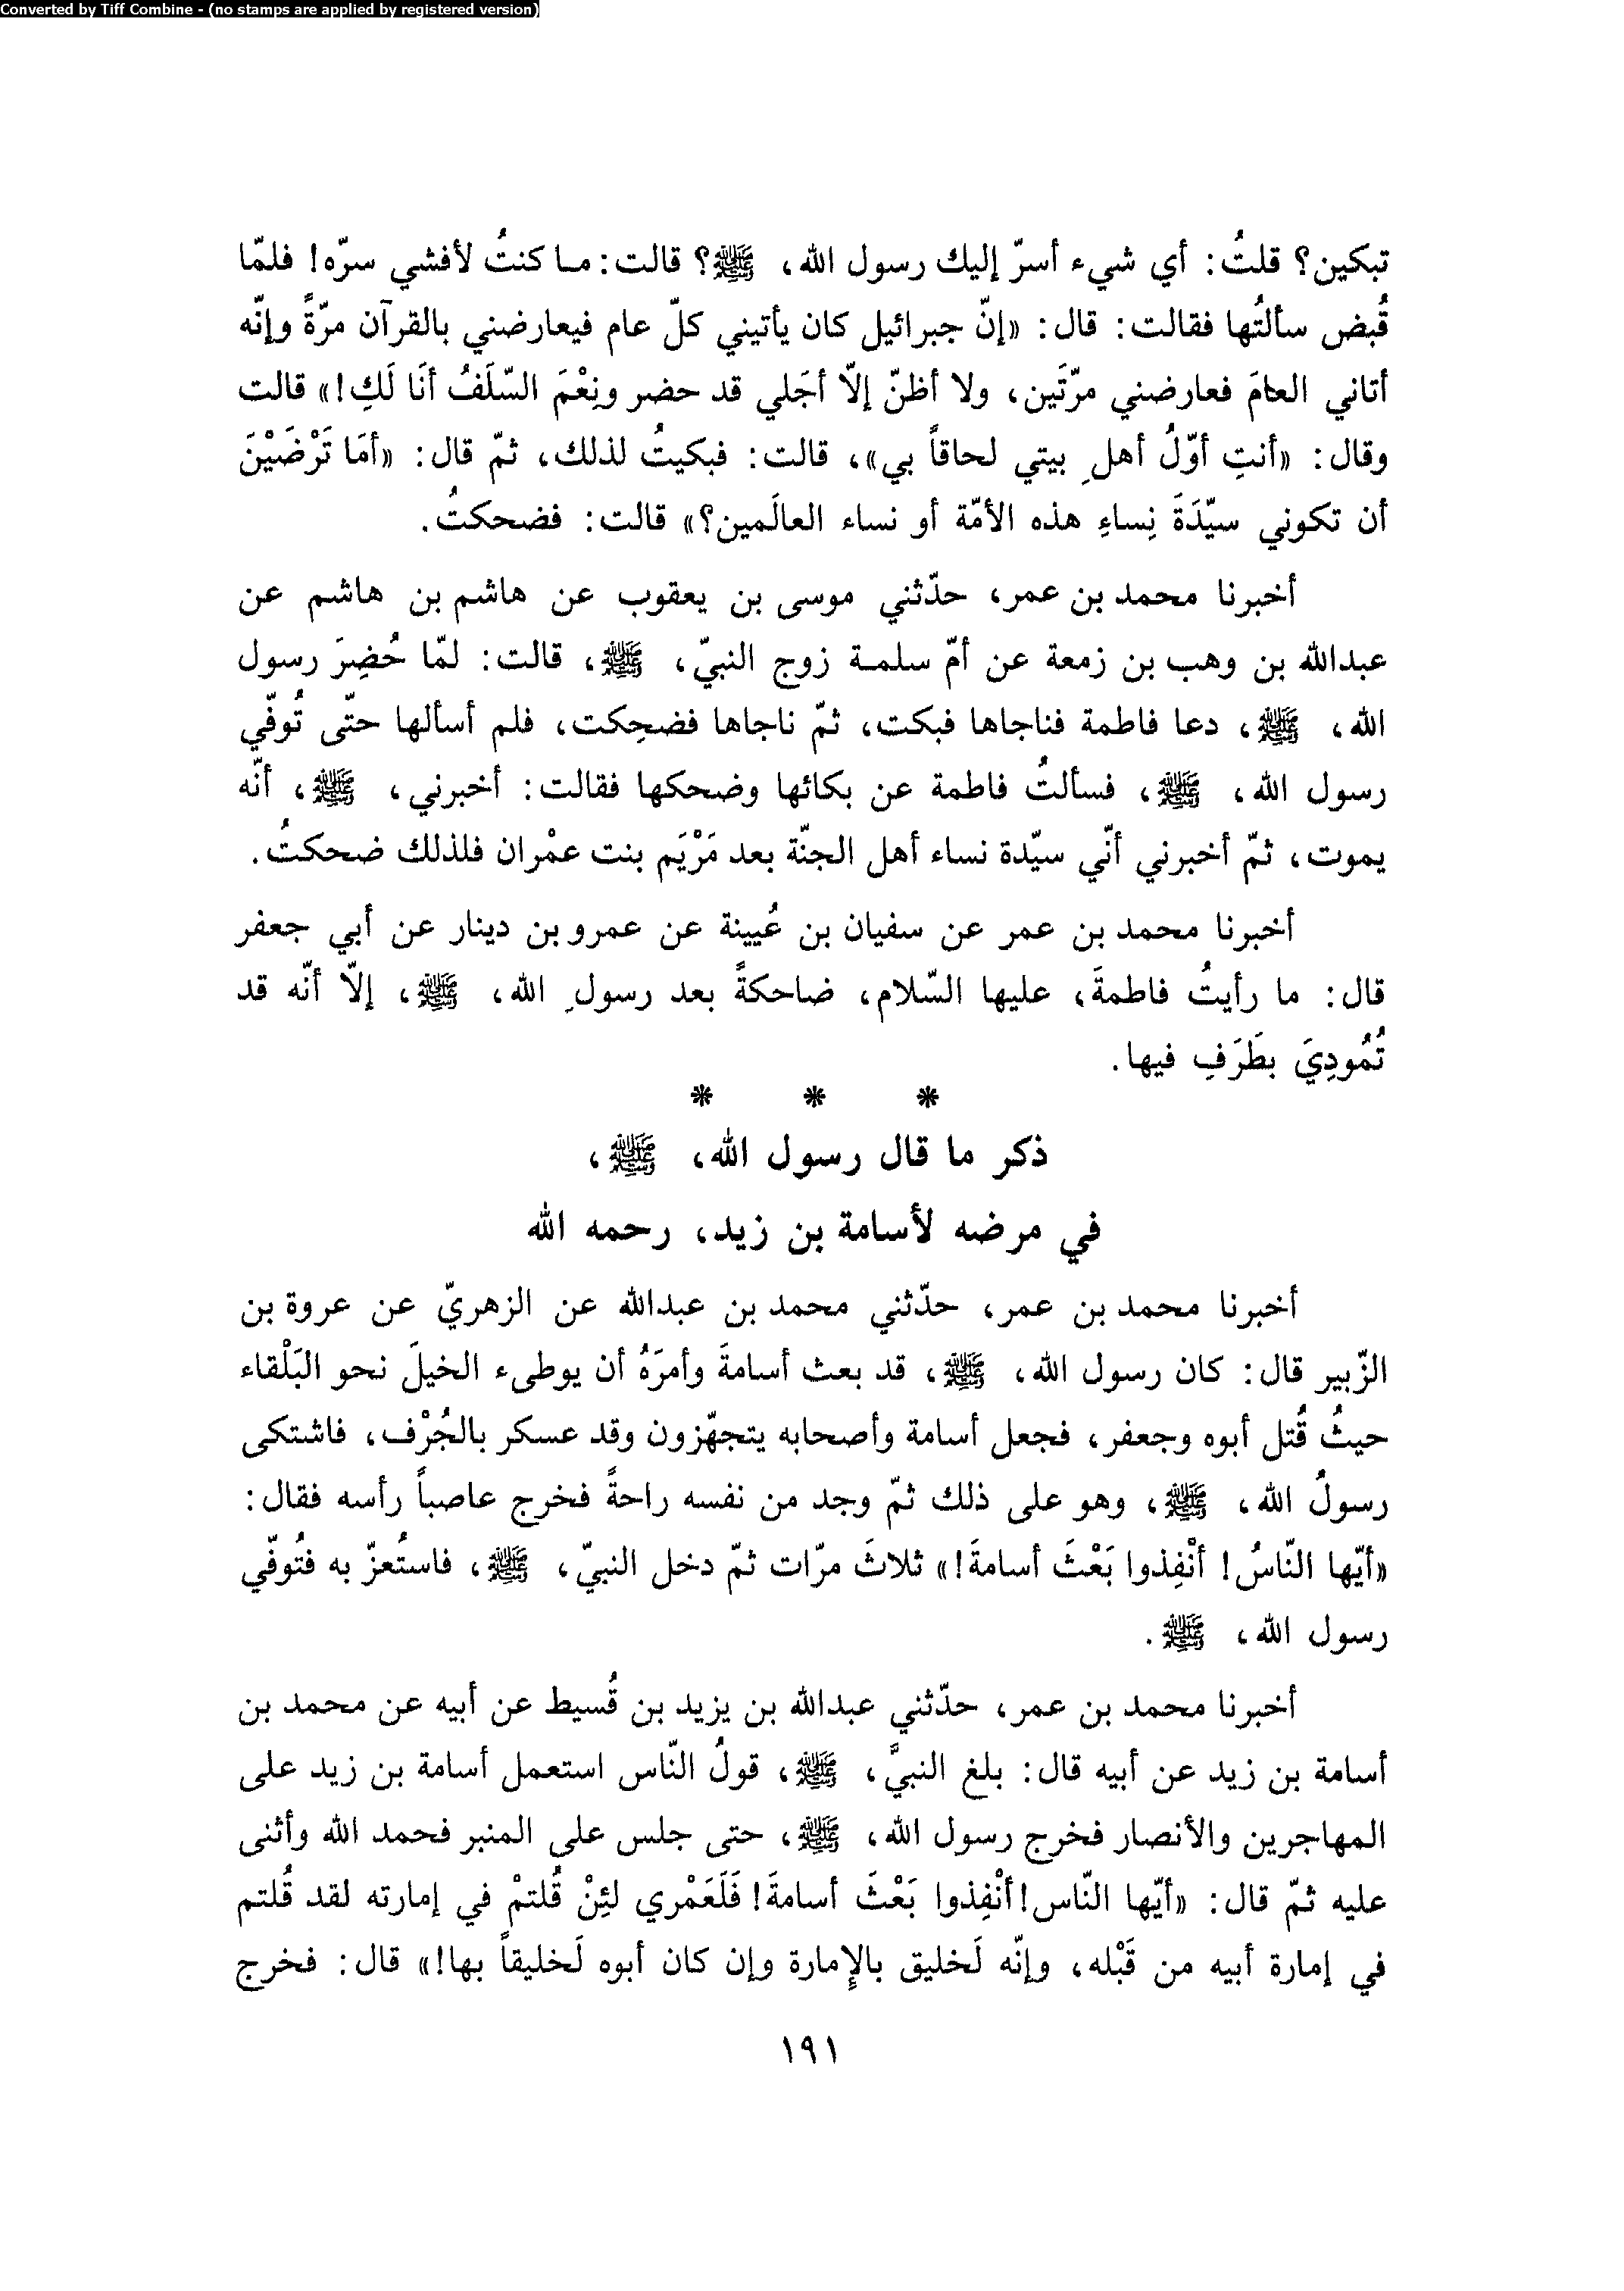 Converted by Tiff Combine - (no stamps are applied by registered version)
تبكين؟ قلتُ: أي شيء أسرّ إليك رسول الله، ﷺ؟ قالت: ما كنتُ لأفشي سرّه! فلمّا
قُبض سألتُها فقالت: قال: «إنّ جبرائيل كان يأتيني كلّ عام فيعارضني بالقرآن مرّةً وإنّه
أتاني العامَ فعارضني مرّتَين، ولا أظنّ إلّا أجَلي قد حضر ونِعْمَ السّلَفُ أنَا لَكِ!» قالت
وقال: «أنتِ أوّلُ أهلِ بيتي لحاقاً بي»، قالت: فبكيتُ لذلك، ثمّ قال: «أمَا تَرْضَيْنَ
أن تكوني سيّدَةَ نِساءِ هذه الأمّة أو نساء العالَمين؟» قالت: فضحكتُ.
أخبرنا محمد بن عمر، حدّثني موسى بن يعقوب عن هاشم بن هاشم عن
عبدالله بن وهب بن زمعة عن أمّ سلمة زوج النبيّ، ﷺ، قالت: لمّا حُضِرَ رسول
الله، ﷺ، دعا فاطمة فناجاها فبكت، ثمّ ناجاها فضحِكت، فلم أسألها حتّى تُوفّي
رسول الله، ﷺ، فسألتُ فاطمة عن بكائها وضحكها فقالت: أخبرني، ﷺ، أنّه
يموت، ثمّ أخبرني أنّي سيّدة نساء أهل الجنّة بعد مَرْيَم بنت عمْران فلذلك ضحكتُ.
أخبرنا محمد بن عمر عن سفيان بن عُيينة عن عمرو بن دينار عن أبي جعفر
قال: ما رأيتُ فاطمةَ، عليها السّلام، ضاحكةً بعد رسولِ الله، ﷺ، إلّا أنّه قد
تُمُودِيَ بطَرَفِ فيها.
* * *
ذكر ما قال رسول الله، ﷺ،
في مرضه لأسامة بن زيد، رحمه الله
أخبرنا محمد بن عمر، حدّثني محمد بن عبدالله عن الزهريّ عن عروة بن
الزّبير قال: كان رسول الله، ﷺ، قد بعث أسامةَ وأمرَهُ أن يوطىء الخيلَ نحو البَلْقاء
حيثُ قُتل أبوه وجعفر، فجعل أسامة وأصحابه يتجهّزون وقد عسكر بالجُرْف، فاشتكى
رسولُ الله، ﷺ، وهو على ذلك ثمّ وجد من نفسه راحةً فخرج عاصباً رأسه فقال:
«أيّها النّاسُ! أنْفِذوا بَعْثَ أسامةَ!» ثلاثَ مرّات ثمّ دخل النبيّ، ﷺ، فاستُعزّ به فتُوفّي
رسول الله، ﷺ.
أخبرنا محمد بن عمر، حدّثني عبدالله بن يزيد بن قُسيط عن أبيه عن محمد بن
أسامة بن زيد عن أبيه قال: بلغ النبيَّ، ﷺ، قولُ النّاس استعمل أسامة بن زيد على
المهاجرين والأنصار فخرج رسول الله، ﷺ، حتى جلس على المنبر فحمد الله وأثنى
عليه ثمّ قال: «أيّها النّاس! أنْفِذوا بَعْثَ أسامةَ! فَلَعَمْري لئِنْ قُلتمْ في إمارته لقد قُلتم
في إمارة أبيه من قَبْله، وإنّه لَخليق بالإمارة وإن كان أبوه لَخليقاً بها!» قال: فخرج
١٩١